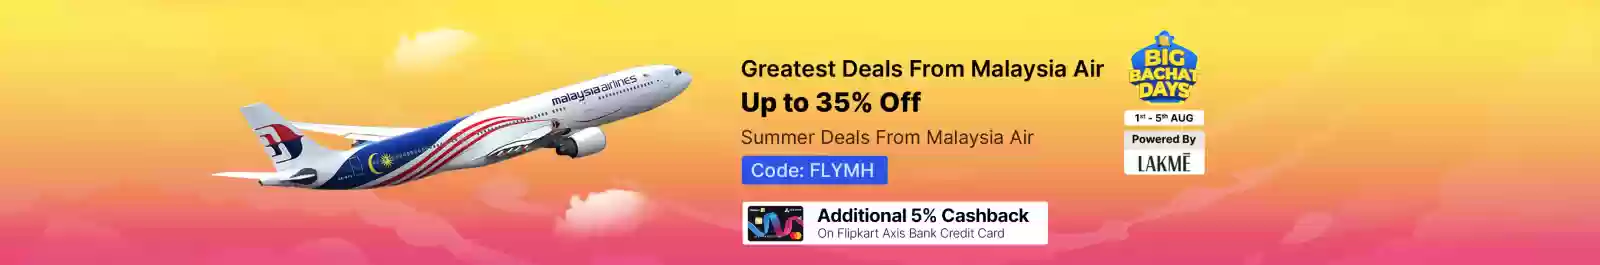 malaysia airlines
Greatest Deals From Malaysia Air
Up to 35% Off
Summer Deals From Malaysia Air
Code: FLYMH
Additional 5% Cashback
On Flipkart Axis Bank Credit Card
BIG
BACHAT
DAYS
1st - 5th AUG
Powered By
LAKMĒ